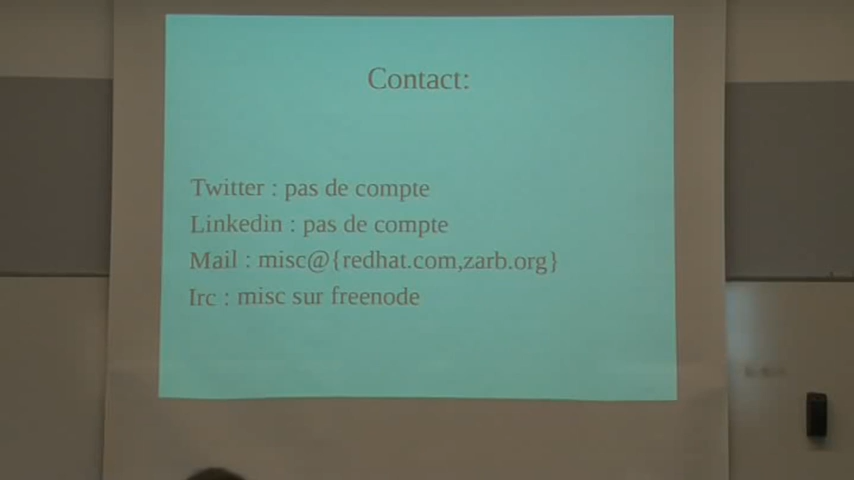 Contact:
Twitter : pas de compte
Linkedin : pas de compte
Mail : misc@{redhat.com,zarb.org}
Irc : misc sur freenode